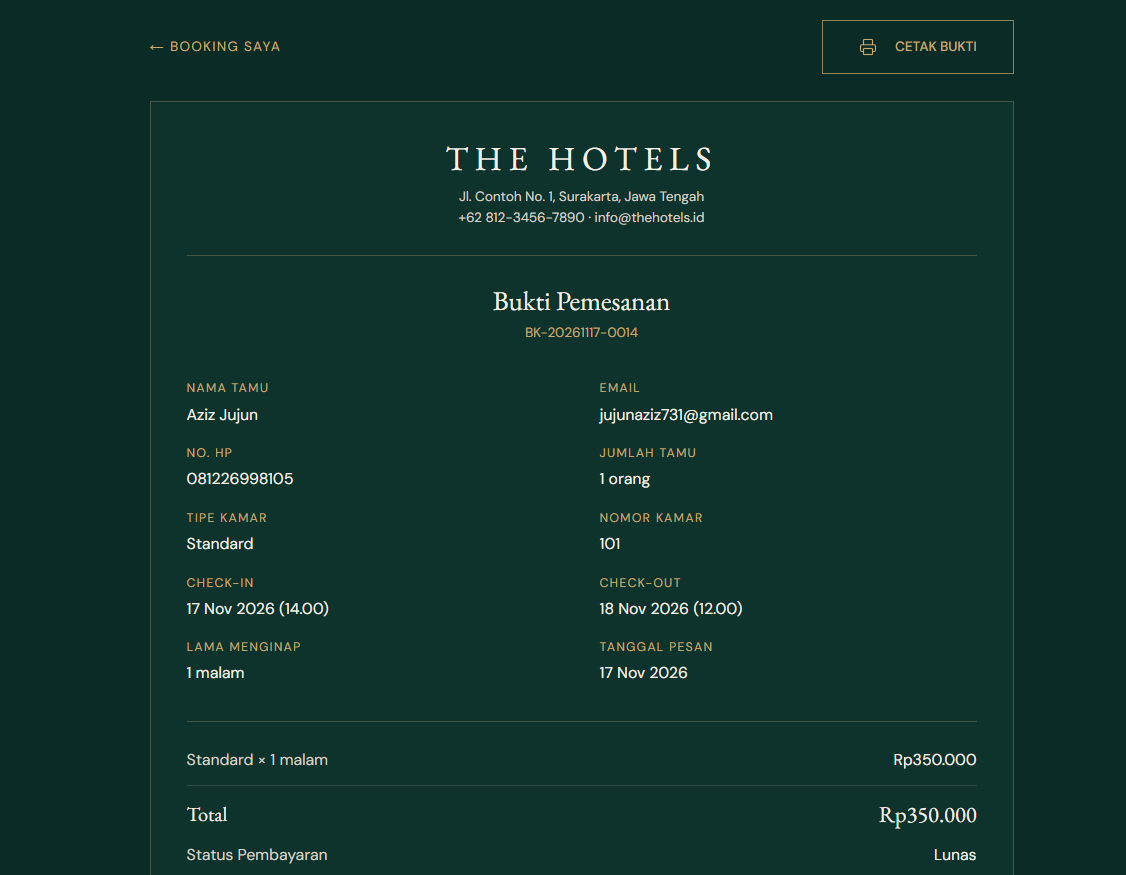 ← BOOKING SAYA
CETAK BUKTI
THE HOTELS
Jl. Contoh No. 1, Surakarta, Jawa Tengah
+62 812-3456-7890 · info@thehotels.id
Bukti Pemesanan
BK-20261117-0014
NAMA TAMU
Aziz Jujun
EMAIL
jujunaziz731@gmail.com
NO. HP
081226998105
JUMLAH TAMU
1 orang
TIPE KAMAR
Standard
NOMOR KAMAR
101
CHECK-IN
17 Nov 2026 (14.00)
CHECK-OUT
18 Nov 2026 (12.00)
LAMA MENGINAP
1 malam
TANGGAL PESAN
17 Nov 2026
Standard × 1 malam
Rp350.000
Total
Rp350.000
Status Pembayaran
Lunas